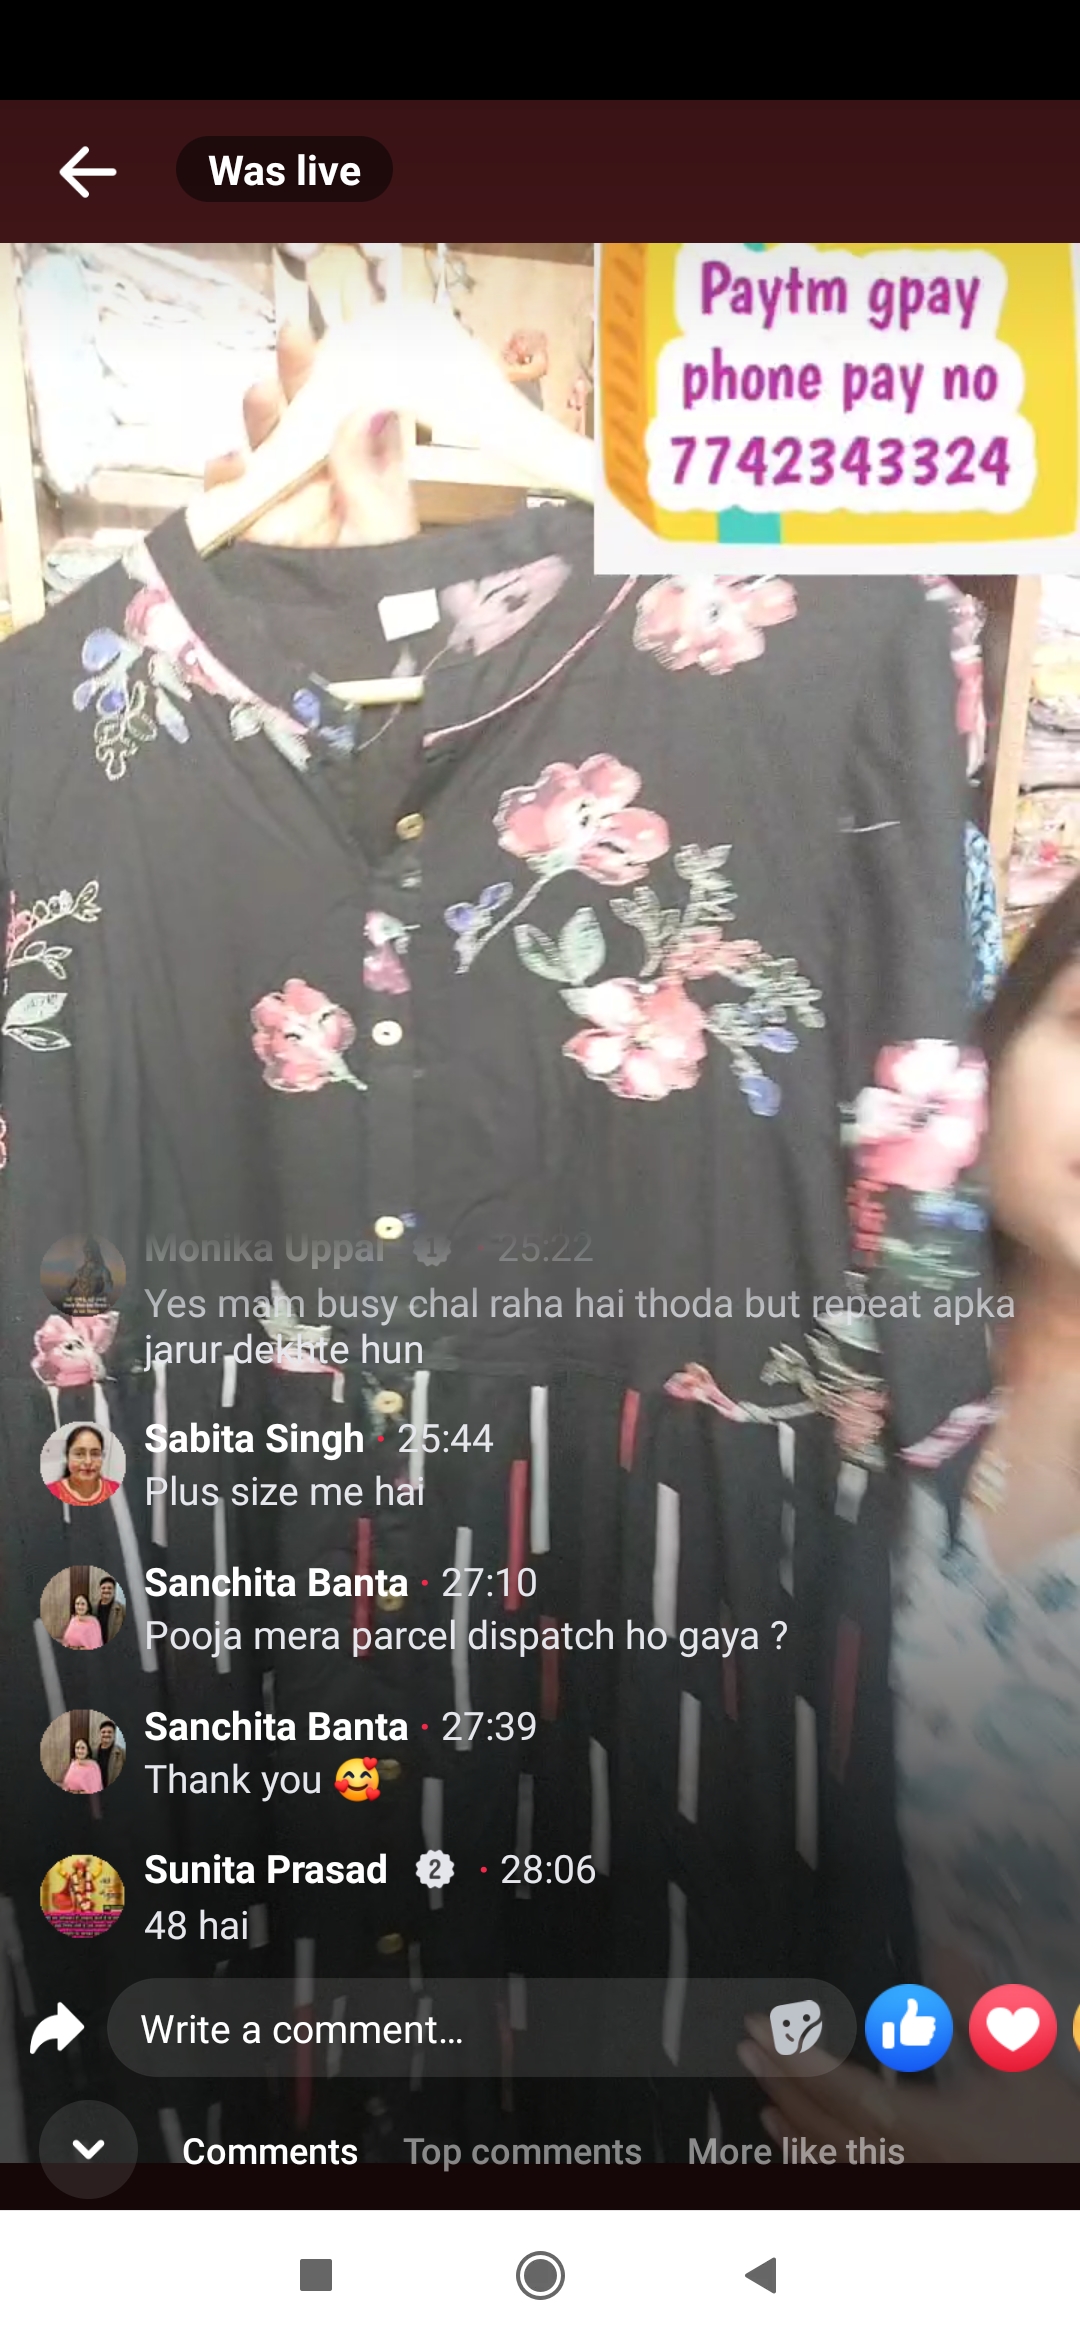 Was live
Paytm gpay
phone pay no
7742343324
Monika Uppal 1 · 25:22
Yes mam busy chal raha hai thoda but repeat apka
jarur dekhte hun
Sabita Singh · 25:44
Plus size me hai
Sanchita Banta · 27:10
Pooja mera parcel dispatch ho gaya ?
Sanchita Banta · 27:39
Thank you 🥰
Sunita Prasad 2 · 28:06
48 hai
Write a comment...
Comments Top comments More like this